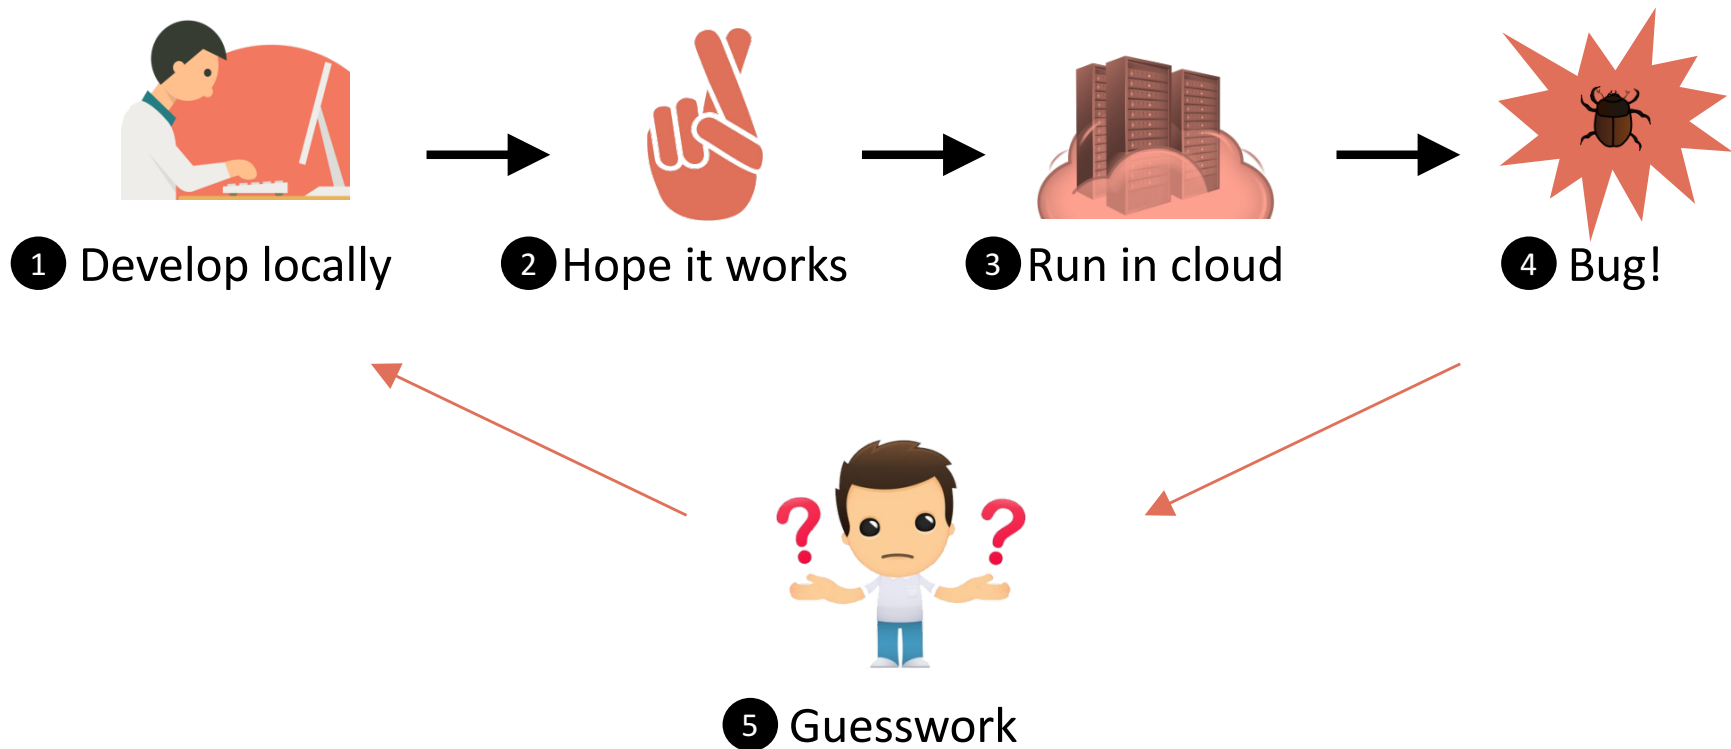 1 Develop locally
2 Hope it works
3 Run in cloud
4 Bug!
? ?
5 Guesswork